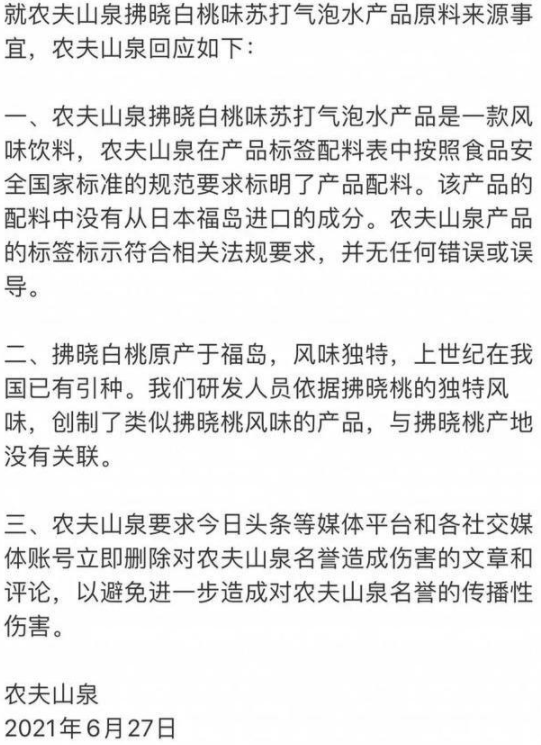 就农夫山泉拂晓白桃味苏打气泡水产品原料来源事
宜，农夫山泉回应如下：
一、农夫山泉拂晓白桃味苏打气泡水产品是一款风
味饮料，农夫山泉在产品标签配料表中按照食品安
全国家标准的规范要求标明了产品配料。该产品的
配料中没有从日本福岛进口的成分。农夫山泉产品
的标签标示符合相关法规要求，并无任何错误或误
导。
二、拂晓白桃原产于福岛，风味独特，上世纪在我
国已有引种。我们研发人员依据拂晓桃的独特风
味，创制了类似拂晓桃风味的产品，与拂晓桃产地
没有关联。
三、农夫山泉要求今日头条等媒体平台和各社交媒
体账号立即删除对农夫山泉名誉造成伤害的文章和
评论，以避免进一步造成对农夫山泉名誉的传播性
伤害。
农夫山泉
2021年6月27日